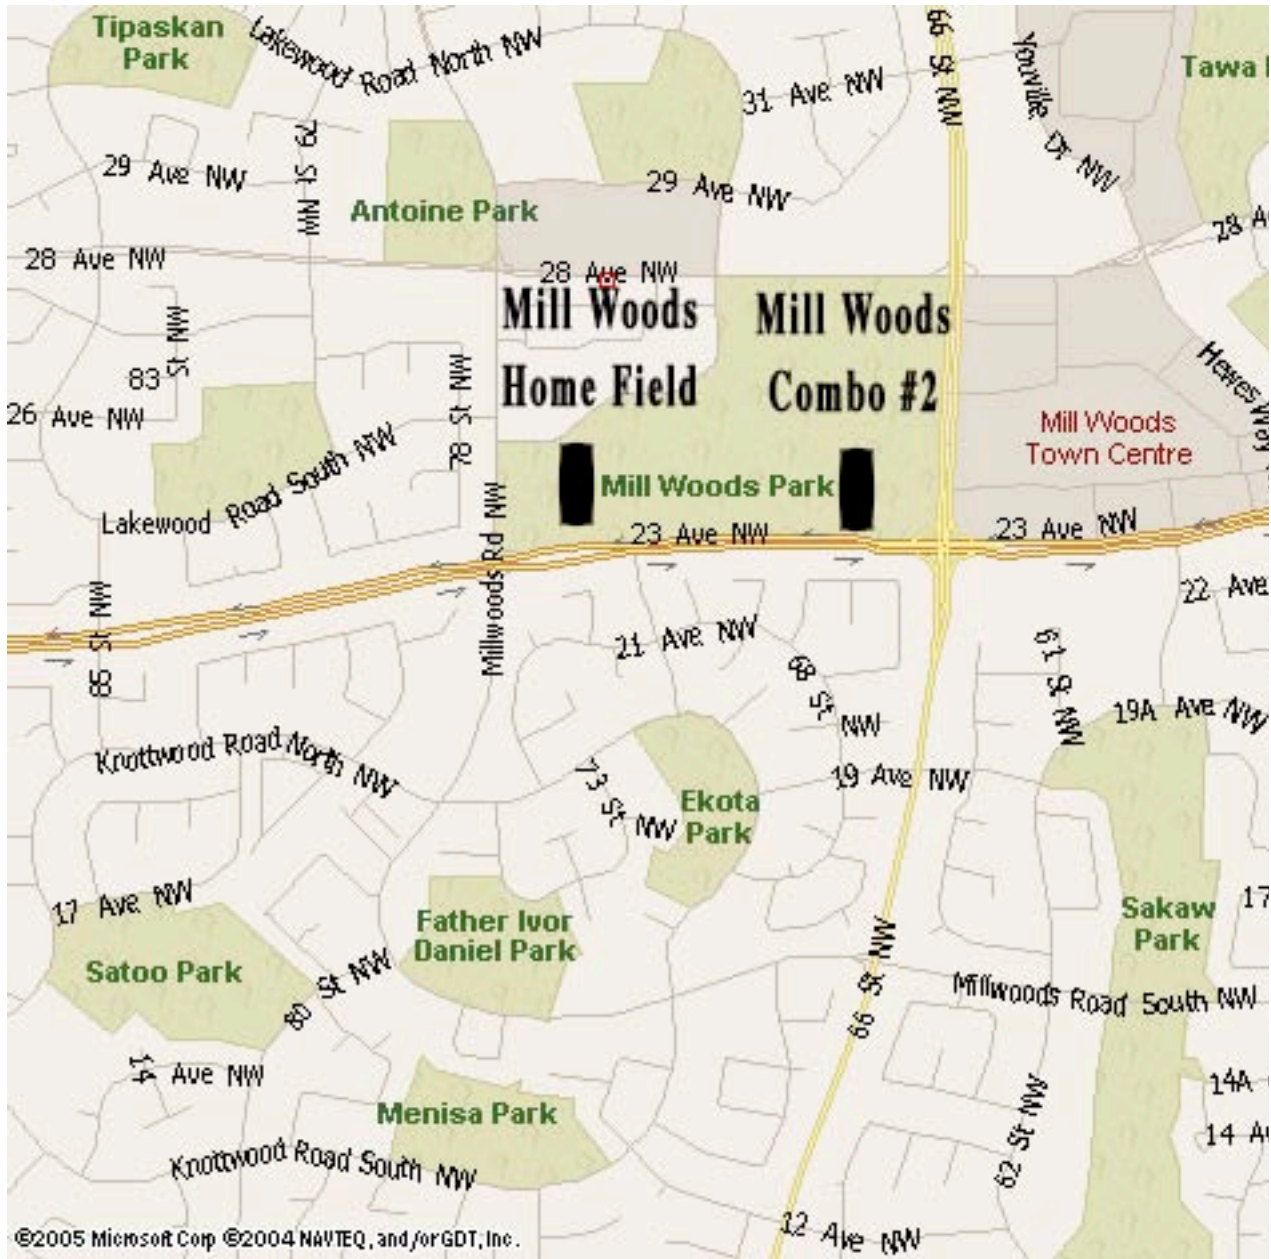 Tipaskan
Park
Lakewood Road North NW
66 St NW
Youville Dr NW
Tawa
31 Ave NW
79 St NW
29 Ave NW
29 Ave NW
Antoine Park
28 Ave NW
28 Ave NW
28
Mill Woods
Home Field
Mill Woods
Combo #2
83 St NW
78 St NW
Hewes Way
26 Ave NW
Mill Woods
Town Centre
Lakewood Road South NW
Mill Woods Park
Millwoods Rd NW
23 Ave NW
23 Ave NW
85 St NW
22 Ave
21 Ave NW
68 St NW
61 St NW
19A Ave NW
Knottwood Road North NW
73 St NW
19 Ave NW
Ekota
Park
17 Ave NW
17
Father Ivor
Daniel Park
Sakaw
Park
Satoo Park
80 St NW
66 St NW
Millwoods Road South NW
14 Ave NW
14A
Menisa Park
62 St NW
14
Knottwood Road South NW
12 Ave NW
©2005 Microsoft Corp ©2004 NAVTEQ, and/or GDT, Inc.